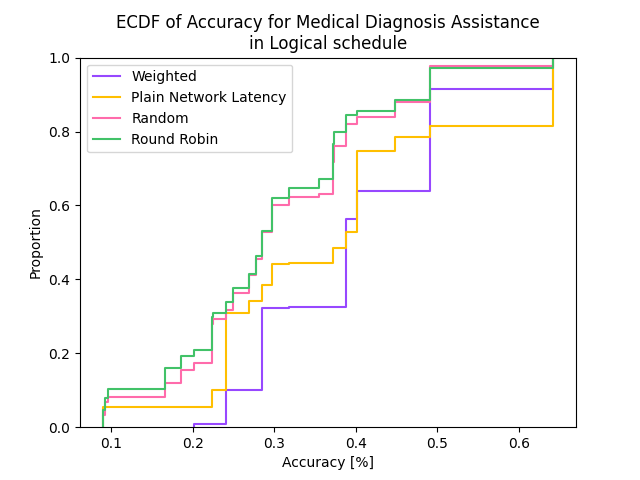 ECDF of Accuracy for Medical Diagnosis Assistance
in Logical schedule
Weighted
Plain Network Latency
Random
Round Robin
Proportion
1.0
0.8
0.6
0.4
0.2
0.0
0.1 0.2 0.3 0.4 0.5 0.6
Accuracy [%]